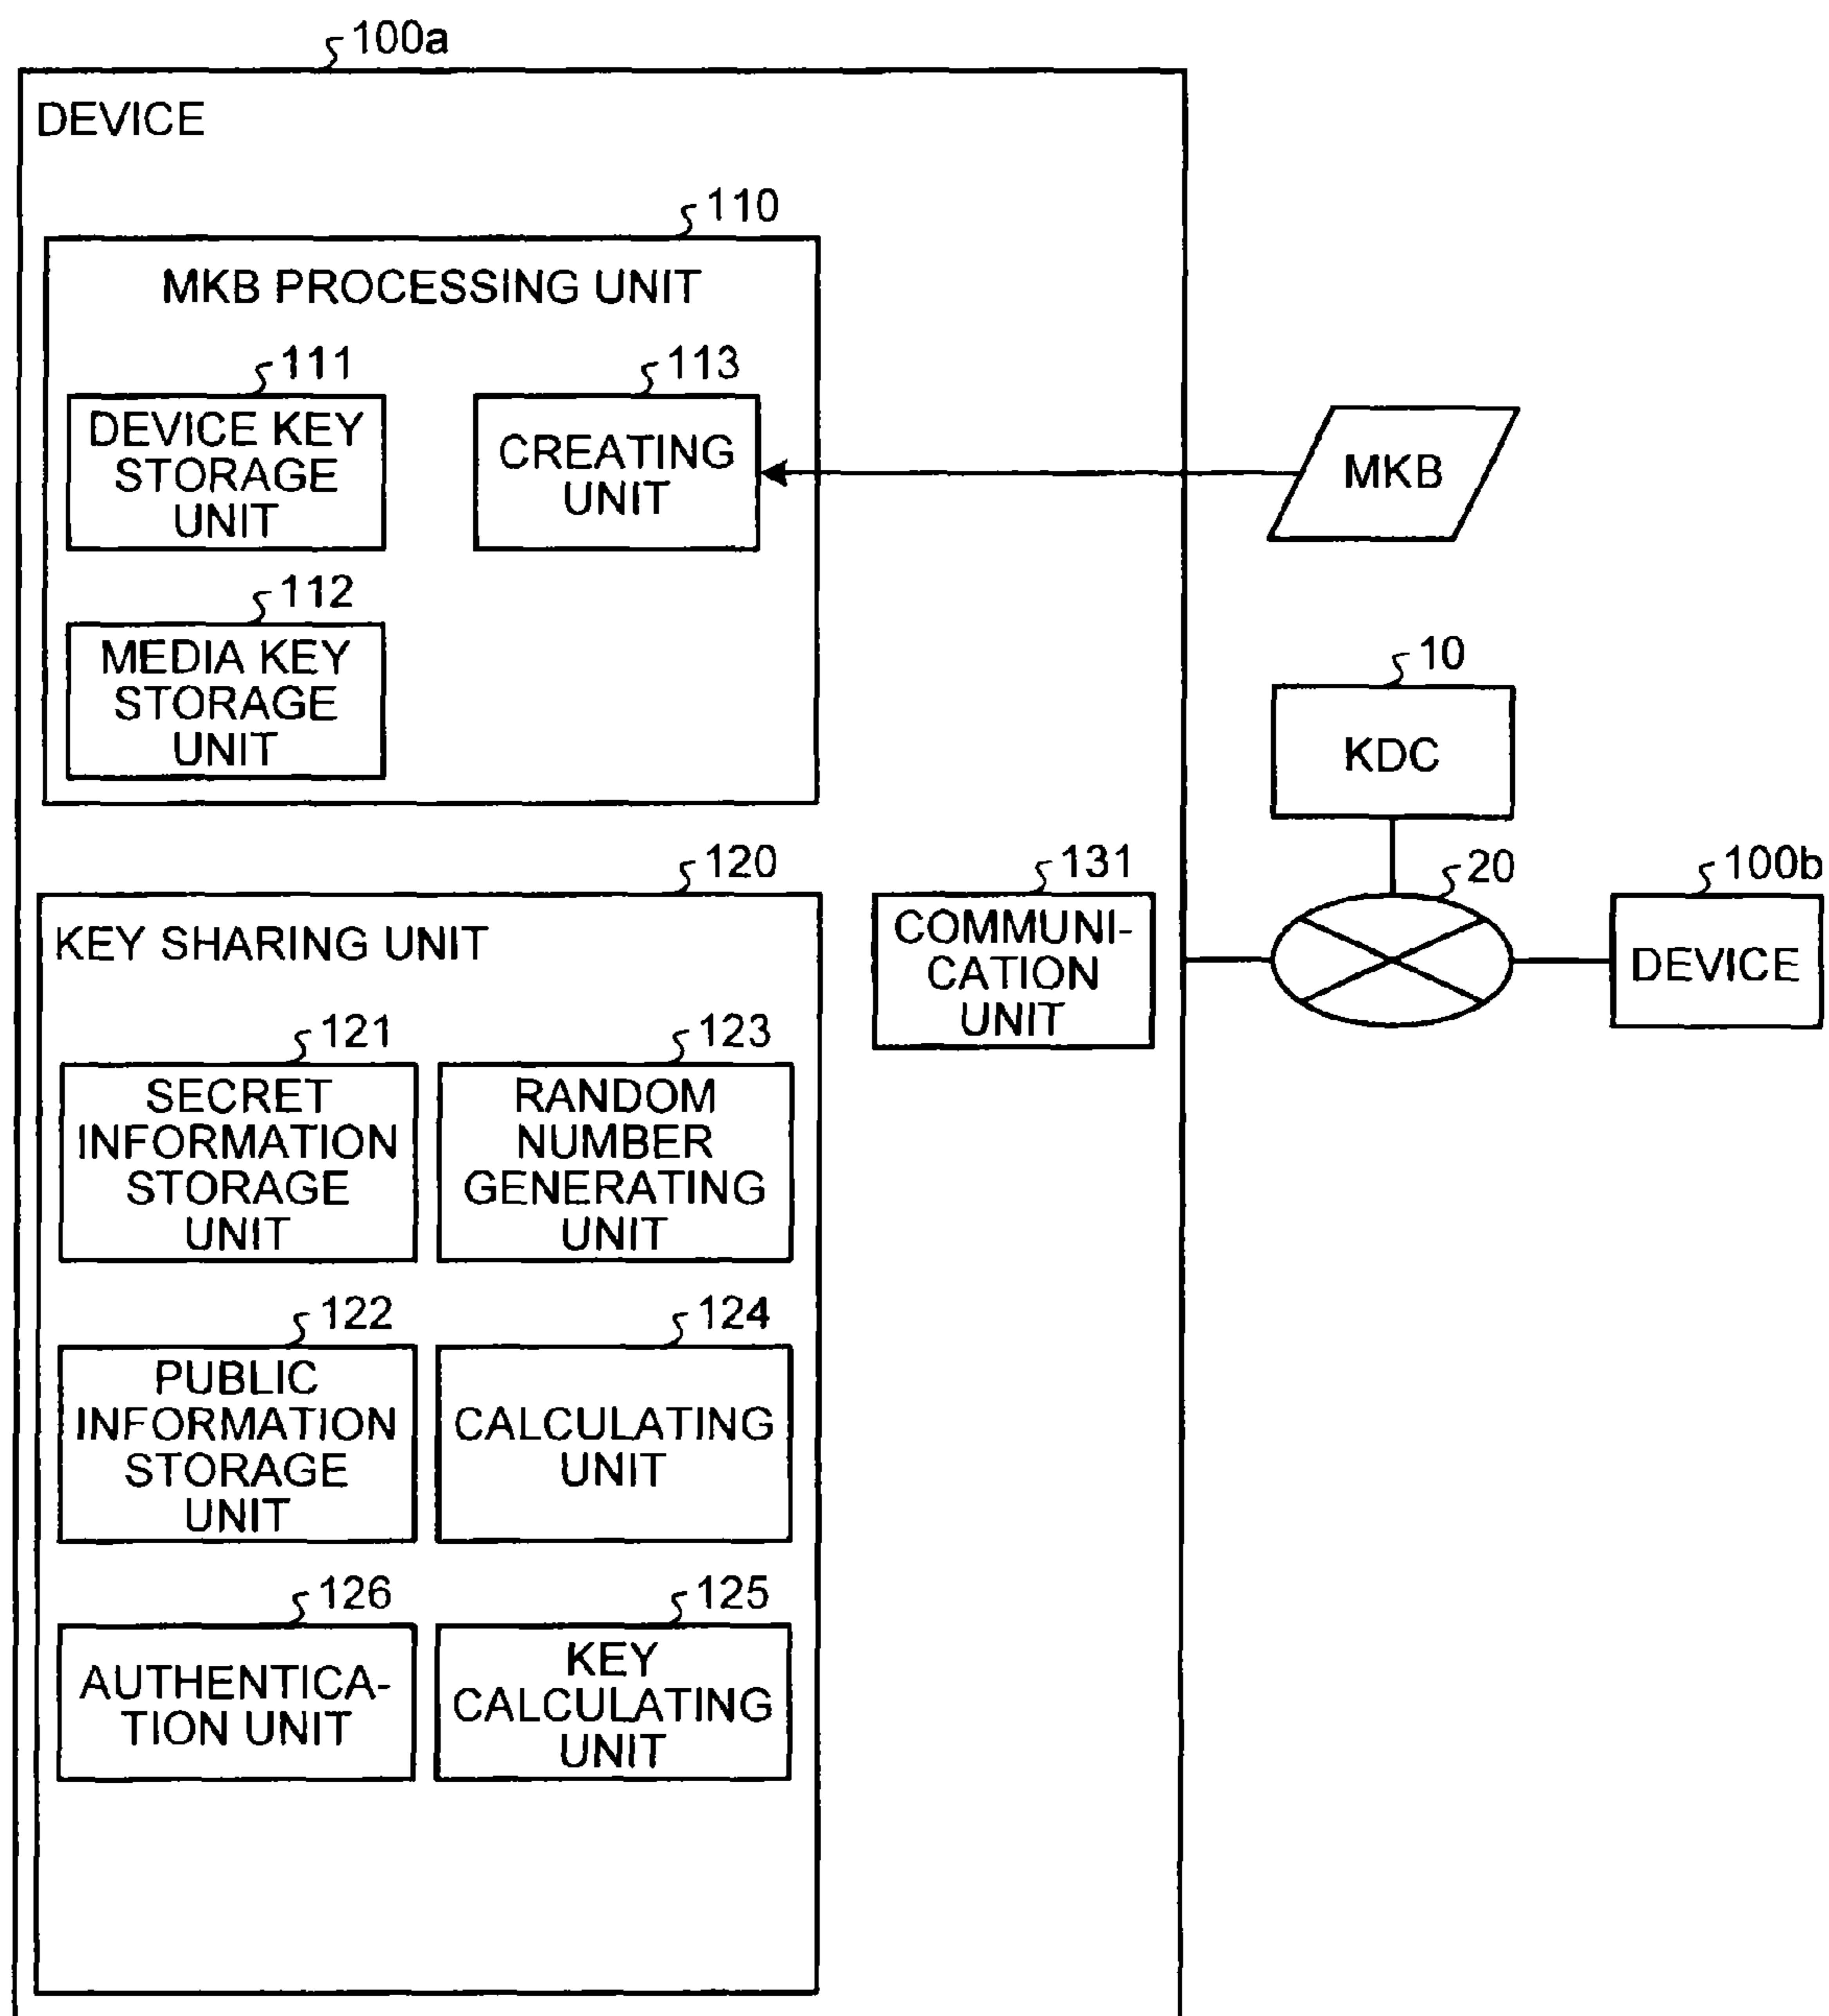 100a
DEVICE
110
MKB PROCESSING UNIT
111
DEVICE KEY
STORAGE
UNIT
113
CREATING
UNIT
MKB
112
MEDIA KEY
STORAGE
UNIT
10
KDC
120
KEY SHARING UNIT
131
COMMUNI-
CATION
UNIT
20
100b
DEVICE
121
SECRET
INFORMATION
STORAGE
UNIT
123
RANDOM
NUMBER
GENERATING
UNIT
122
PUBLIC
INFORMATION
STORAGE
UNIT
124
CALCULATING
UNIT
126
AUTHENTICA-
TION UNIT
125
KEY
CALCULATING
UNIT